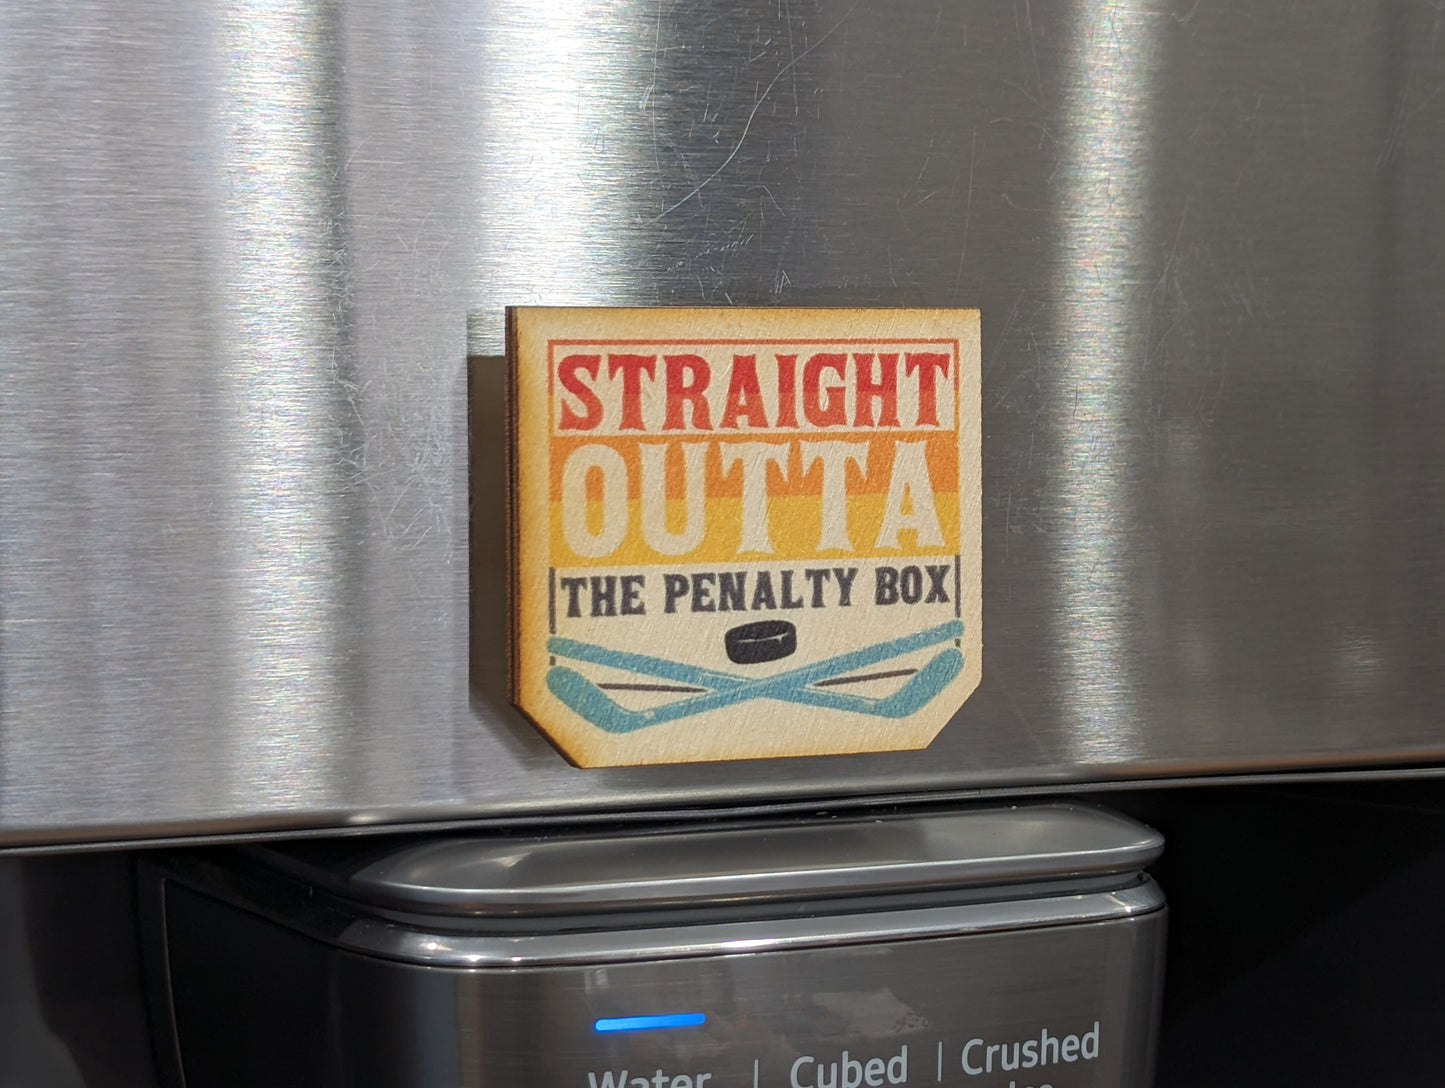 STRAIGHT
OUTTA
THE PENALTY BOX
Water | Cubed | Crushed